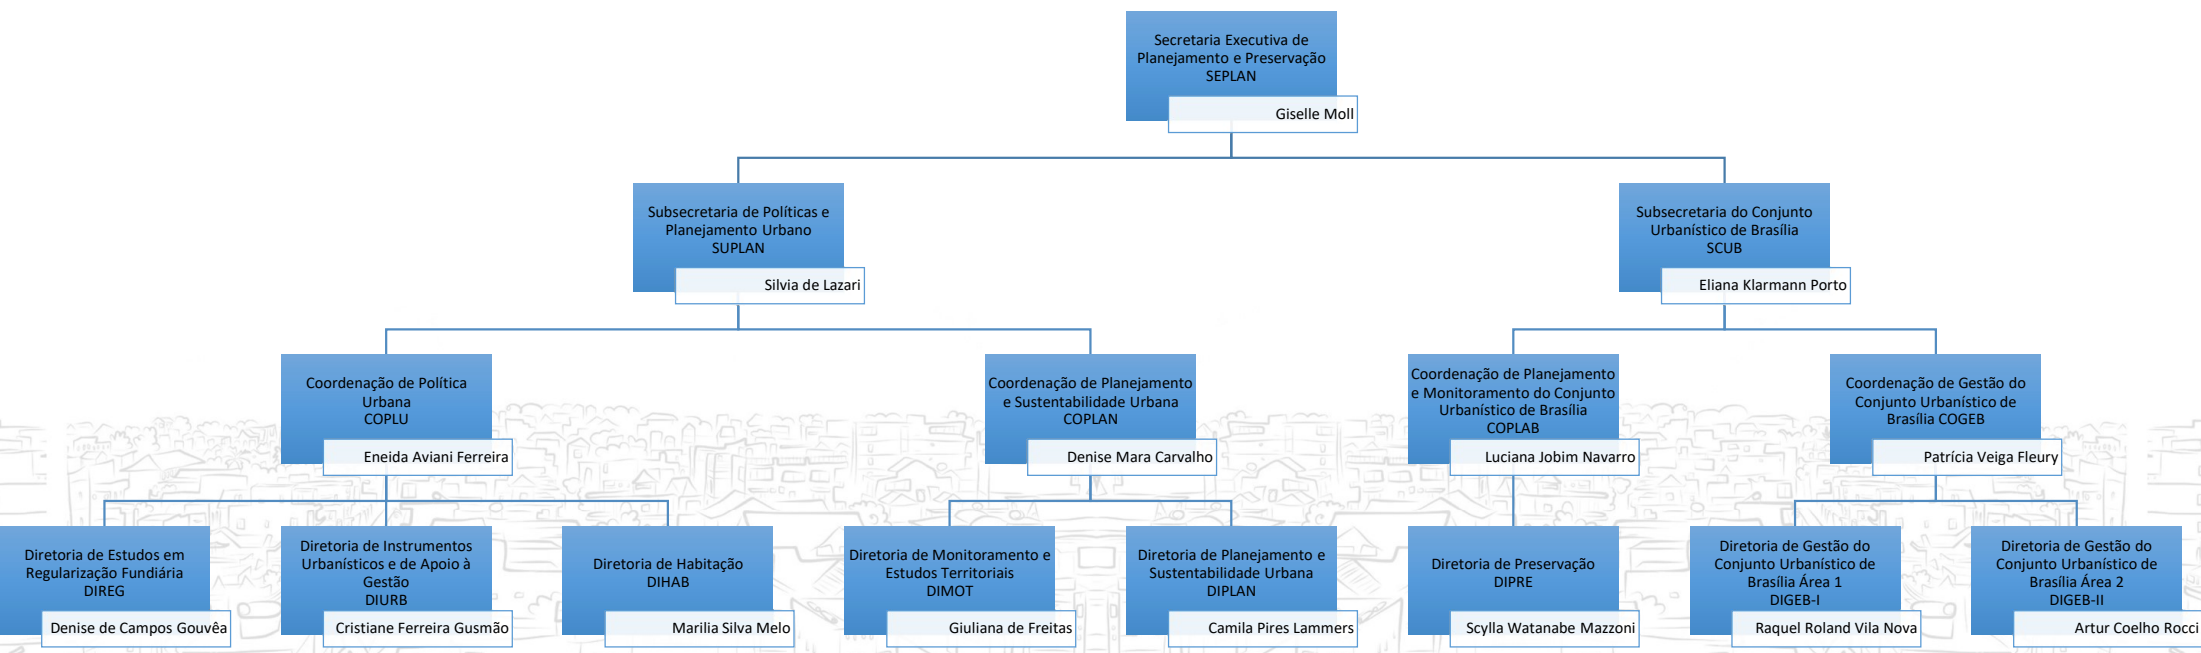 Secretaria Executiva de
Planejamento e Preservação
SEPLAN
Giselle Moll
Subsecretaria de Políticas e
Planejamento Urbano
SUPLAN
Silvia de Lazari
Subsecretaria do Conjunto
Urbanístico de Brasília
SCUB
Eliana Klarmann Porto
Coordenação de Política
Urbana
COPLU
Eneida Aviani Ferreira
Coordenação de Planejamento
e Sustentabilidade Urbana
COPLAN
Denise Mara Carvalho
Coordenação de Planejamento
e Monitoramento do Conjunto
Urbanístico de Brasília
COPLAB
Luciana Jobim Navarro
Coordenação de Gestão do
Conjunto Urbanístico de
Brasília COGEB
Patrícia Veiga Fleury
Diretoria de Estudos em
Regularização Fundiária
DIREG
Denise de Campos Gouvêa
Diretoria de Instrumentos
Urbanísticos e de Apoio à
Gestão
DIURB
Cristiane Ferreira Gusmão
Diretoria de Habitação
DIHAB
Marilia Silva Melo
Diretoria de Monitoramento e
Estudos Territoriais
DIMOT
Giuliana de Freitas
Diretoria de Planejamento e
Sustentabilidade Urbana
DIPLAN
Camila Pires Lammers
Diretoria de Preservação
DIPRE
Scylla Watanabe Mazzoni
Diretoria de Gestão do
Conjunto Urbanístico de
Brasília Área 1
DIGEB-I
Raquel Roland Vila Nova
Diretoria de Gestão do
Conjunto Urbanístico de
Brasília Área 2
DIGEB-II
Artur Coelho Rocci